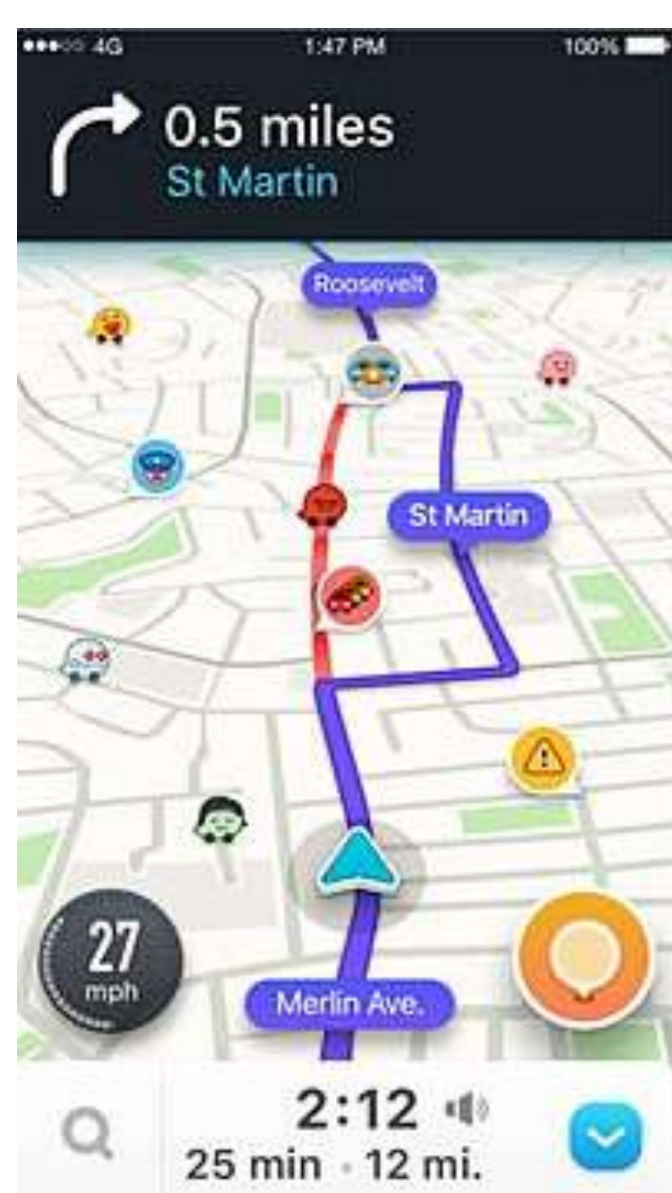 4G 1:47 PM 100%
0.5 miles
St Martin
Roosevelt
St Martin
27
mph
Merlin Ave.
2:12
25 min · 12 mi.